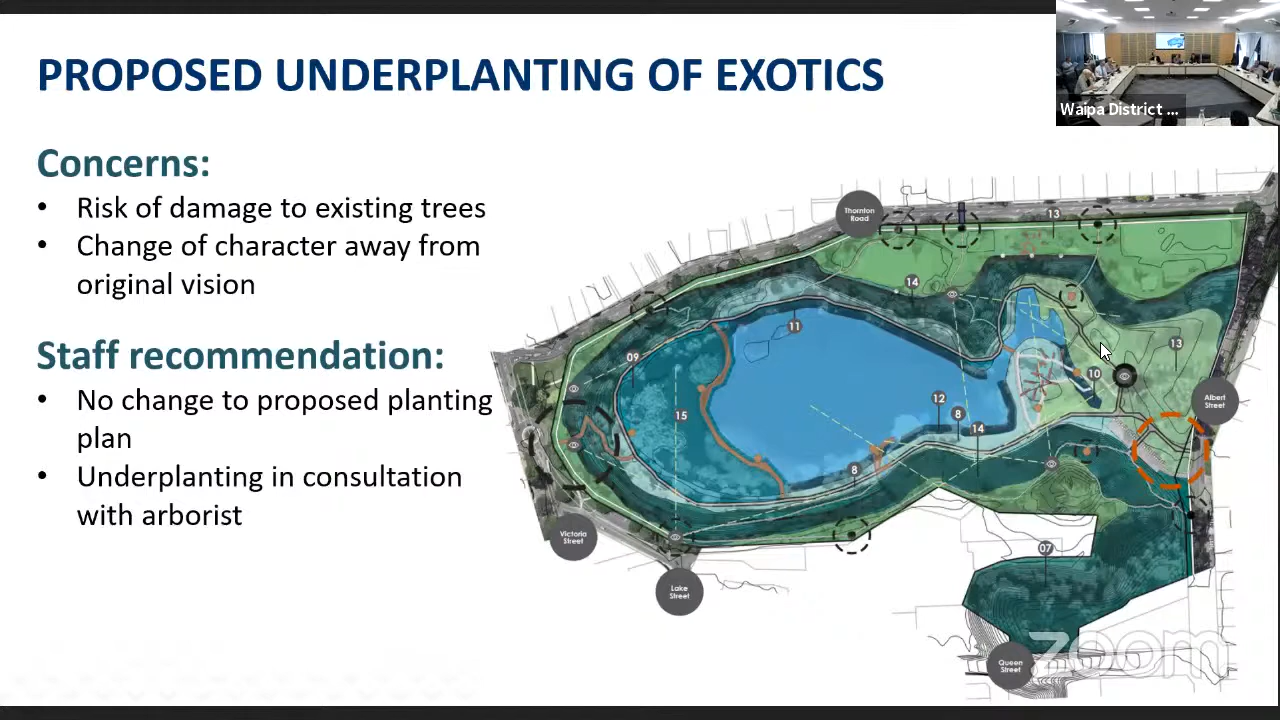 PROPOSED UNDERPLANTING OF EXOTICS
Waipa District ...
Concerns:
• Risk of damage to existing trees
• Change of character away from
original vision
Staff recommendation:
• No change to proposed planting
plan
• Underplanting in consultation
with arborist
Thornton
Road
13
14
11
09
13
10
12
8
15
14
8
Albert
Street
Victoria
Street
Lake
Street
07
Queen
Street
zoom